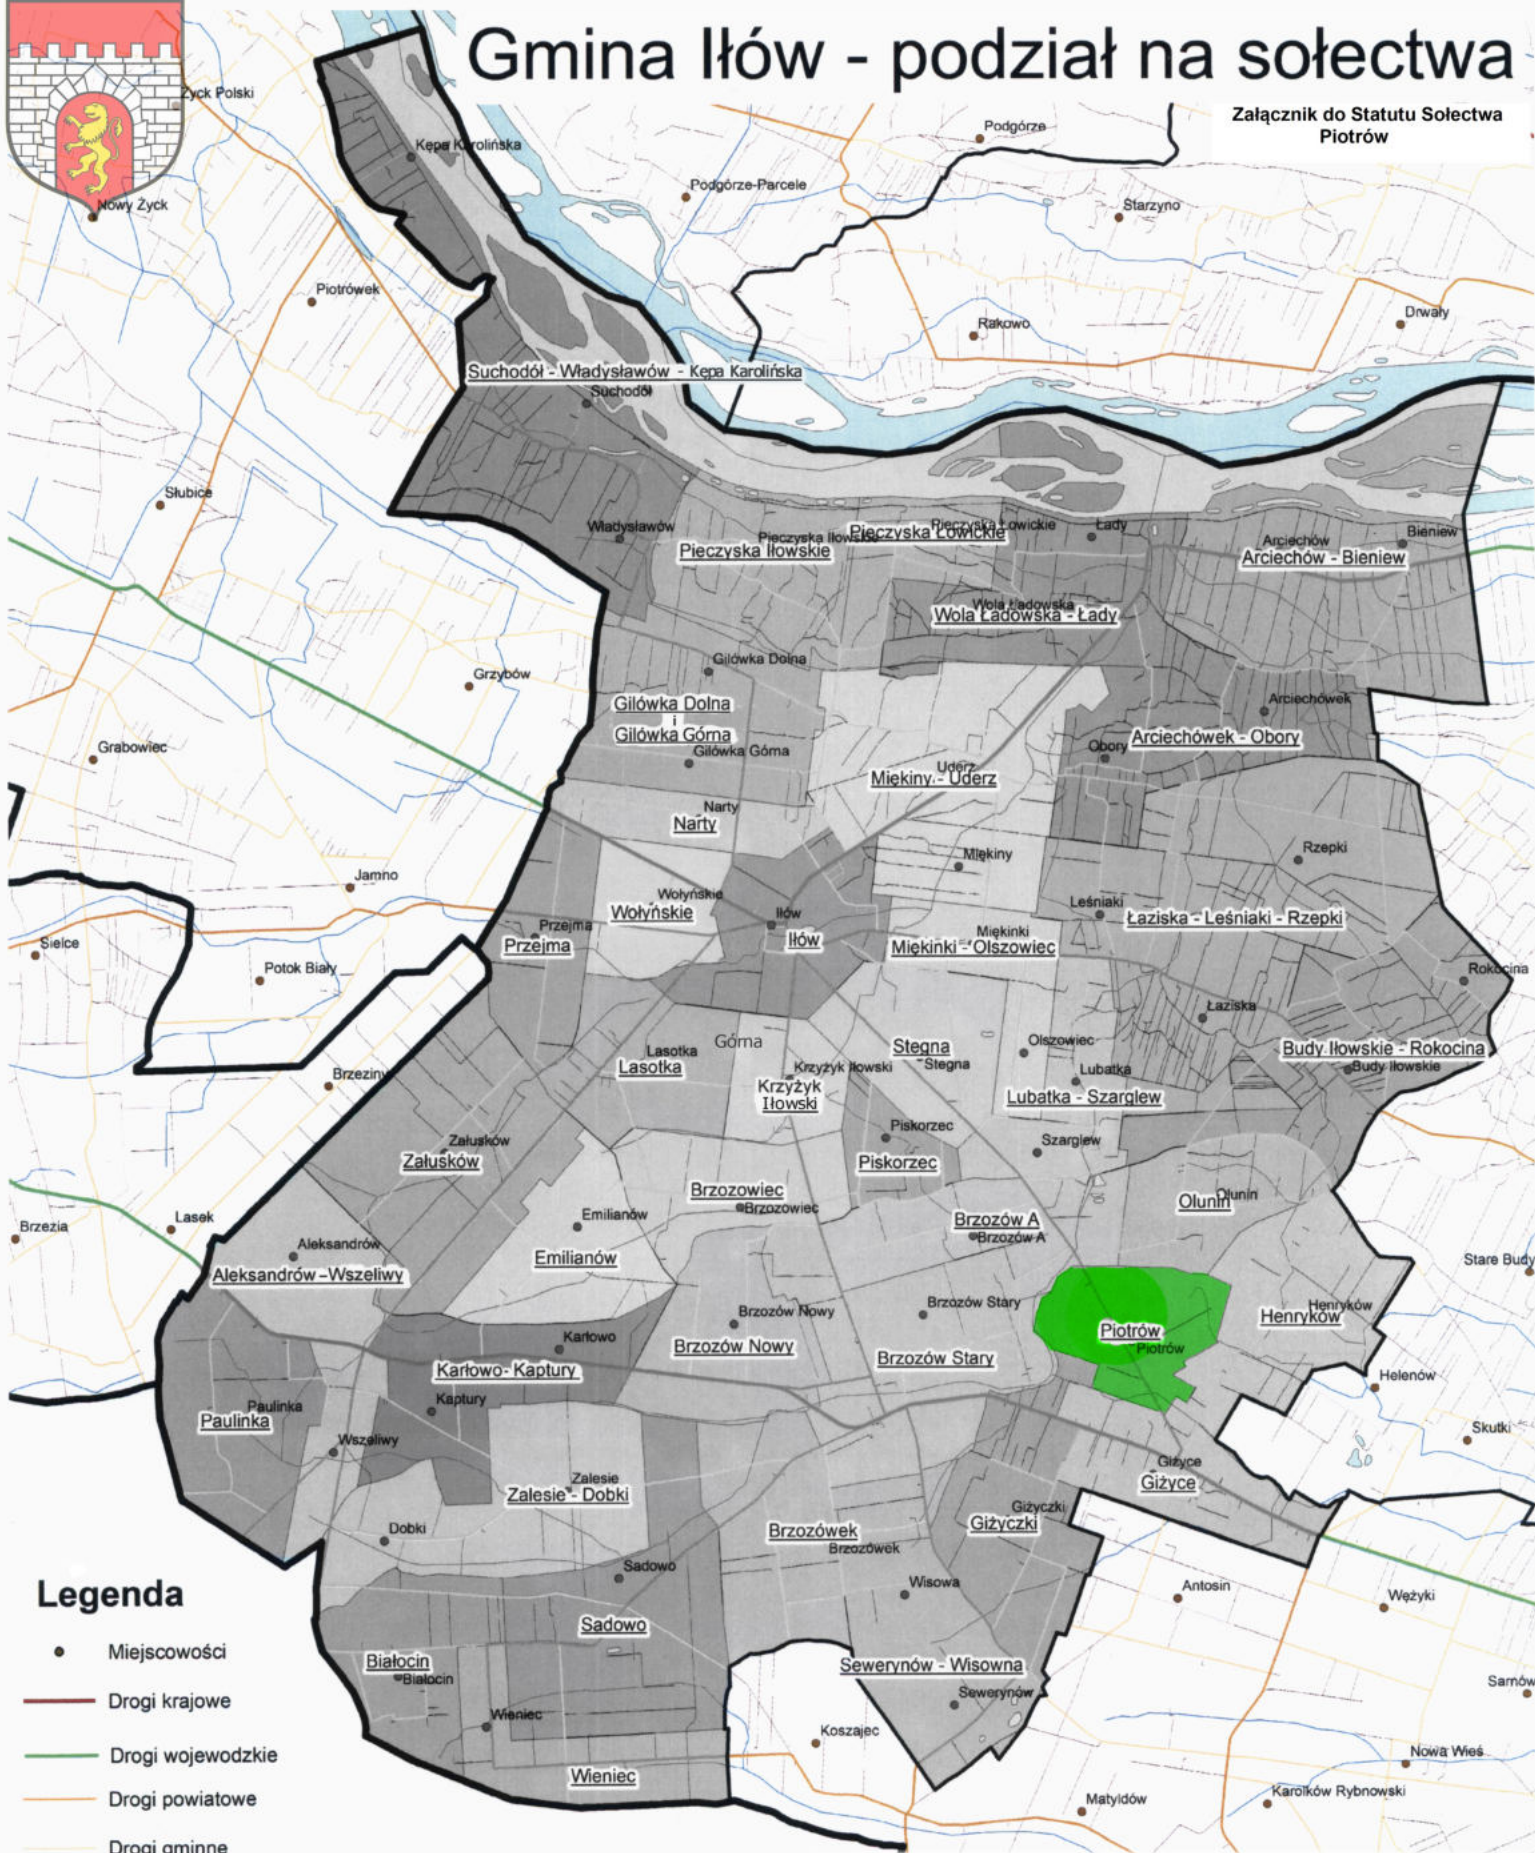 Gmina Iłów - podział na sołectwa
Załącznik do Statutu Sołectwa
Piotrów
Życk Polski
Nowy Życk
Podgórze
Kępa Karolińska
Podgórze-Parcele
Starzyno
Piotrówek
Rakowo
Drwały
Suchodół - Władysławów - Kępa Karolińska
Suchodół
Słubice
Władysławów
Pieczyska Iłowskie
Pieczyska Iłowskie
Pieczyska Łowickie
Pieczyska Łowickie
Łady
Arciechów
Bieniew
Arciechów - Bieniew
Wola Ładowska
Wola Ładowska - Łady
Gilówka Dolna
Grzybów
Gilówka Dolna
i
Gilówka Górna
Gilówka Górna
Arciechówek
Arciechówek - Obory
Obory
Grabowiec
Uderz
Miękiny - Uderz
Narty
Narty
Miękiny
Rzepki
Jamno
Wołyńskie
Wołyńskie
Leśniaki
Łaziska - Leśniaki - Rzepki
Iłów
Iłów
Przejma
Przejma
Miękinki
Miękinki - Olszowiec
Sielce
Potok Biały
Rokocina
Łaziska
Górna
Lasotka
Lasotka
Stegna
Stegna
Olszowiec
Budy Iłowskie - Rokocina
Budy Iłowskie
Krzyżyk Iłowski
Krzyżyk
Iłowski
Lubatka
Lubatka - Szarglew
Brzeziny
Piskorzec
Piskorzec
Szarglew
Załusków
Załusków
Brzozowiec
Brzozowiec
Olunin
Olunin
Brzezia
Lasek
Emilianów
Emilianów
Brzozów A
Brzozów A
Aleksandrów
Aleksandrów - Wszeliwy
Stare Budy
Brzozów Nowy
Brzozów Nowy
Brzozów Stary
Brzozów Stary
Piotrów
Piotrów
Henryków
Henryków
Karłowo
Karłowo- Kaptury
Kaptury
Helenów
Paulinka
Paulinka
Wszeliwy
Skutki
Giżyce
Giżyce
Zalesie
Zalesie - Dobki
Giżyczki
Giżyczki
Dobki
Brzozówek
Brzozówek
Sadowo
Sadowo
Wisowa
Antosin
Wężyki
Legenda
Miejscowości
Drogi krajowe
Drogi wojewodzkie
Drogi powiatowe
Drogi gminne
Białocin
Białocin
Sewerynów - Wisowna
Sewerynów
Wieniec
Wieniec
Koszajec
Sarnów
Nowa Wieś
Karolków Rybnowski
Matyldów